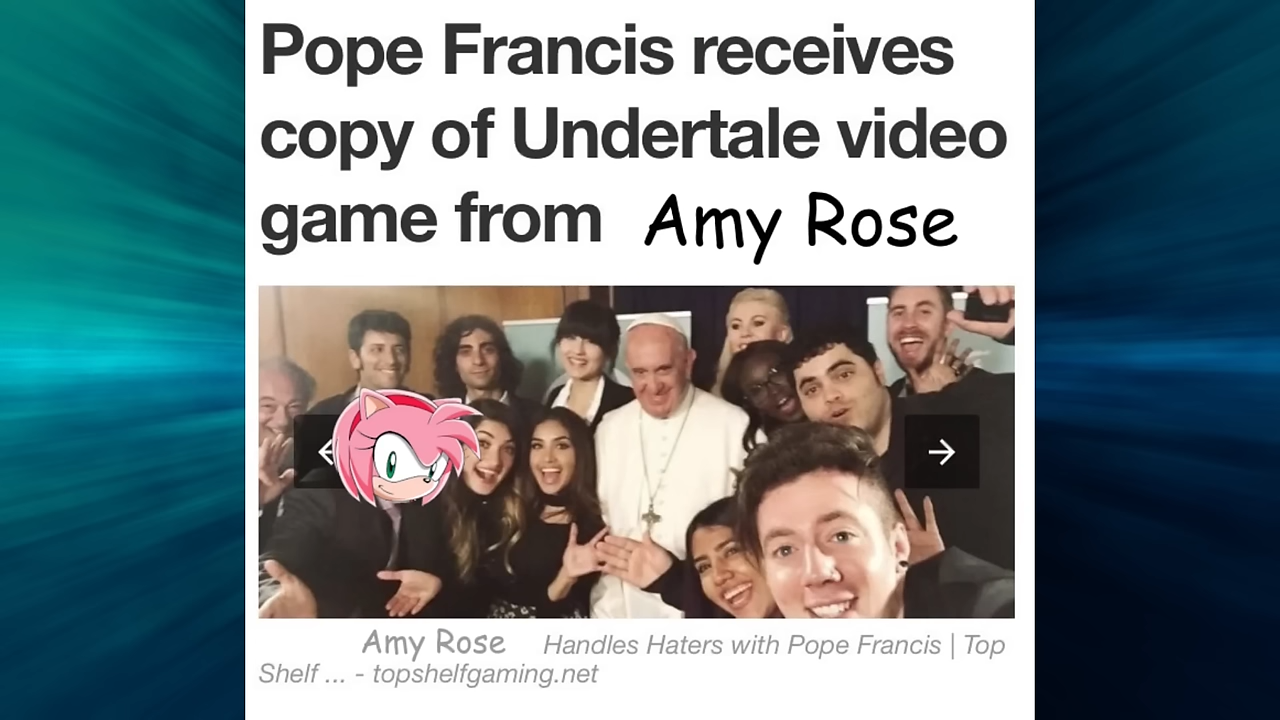 Pope Francis receives
copy of Undertale video
game from Amy Rose
Amy Rose Handles Haters with Pope Francis | Top
Shelf ... - topshelfgaming.net